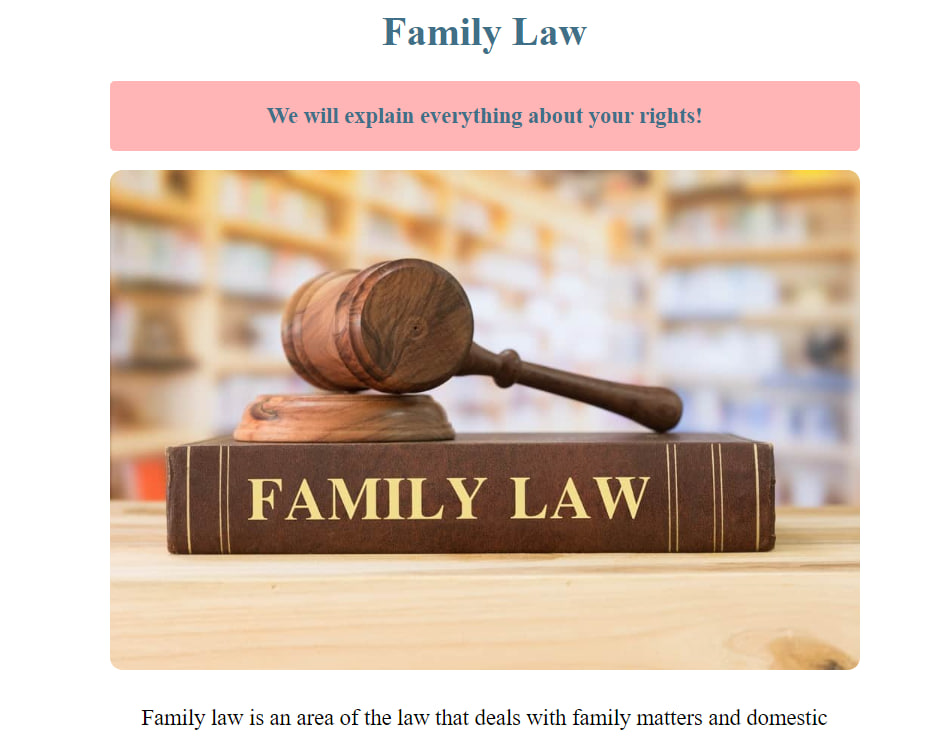 Family Law
We will explain everything about your rights!
FAMILY LAW
Family law is an area of the law that deals with family matters and domestic